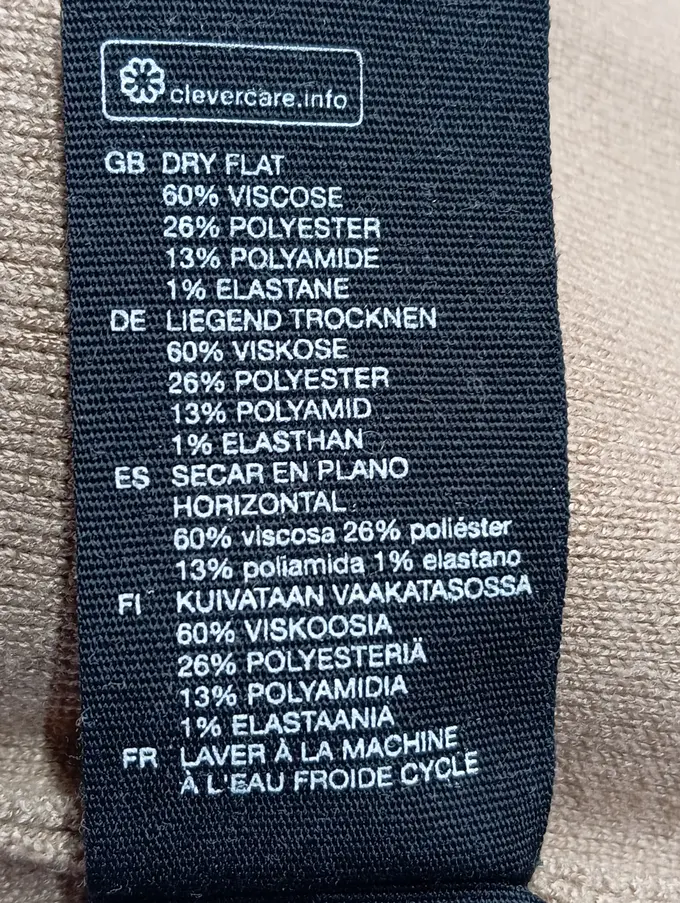 clevercare.info
GB DRY FLAT
60% VISCOSE
26% POLYESTER
13% POLYAMIDE
1% ELASTANE
DE LIEGEND TROCKNEN
60% VISKOSE
26% POLYESTER
13% POLYAMID
1% ELASTHAN
ES SECAR EN PLANO
HORIZONTAL
60% viscosa 26% poliéster
13% poliamida 1% elastano
FI KUIVATAAN VAAKATASOSSA
60% VISKOOSIA
26% POLYESTERIÄ
13% POLYAMIDIA
1% ELASTAANIA
FR LAVER À LA MACHINE
À L'EAU FROIDE CYCLE